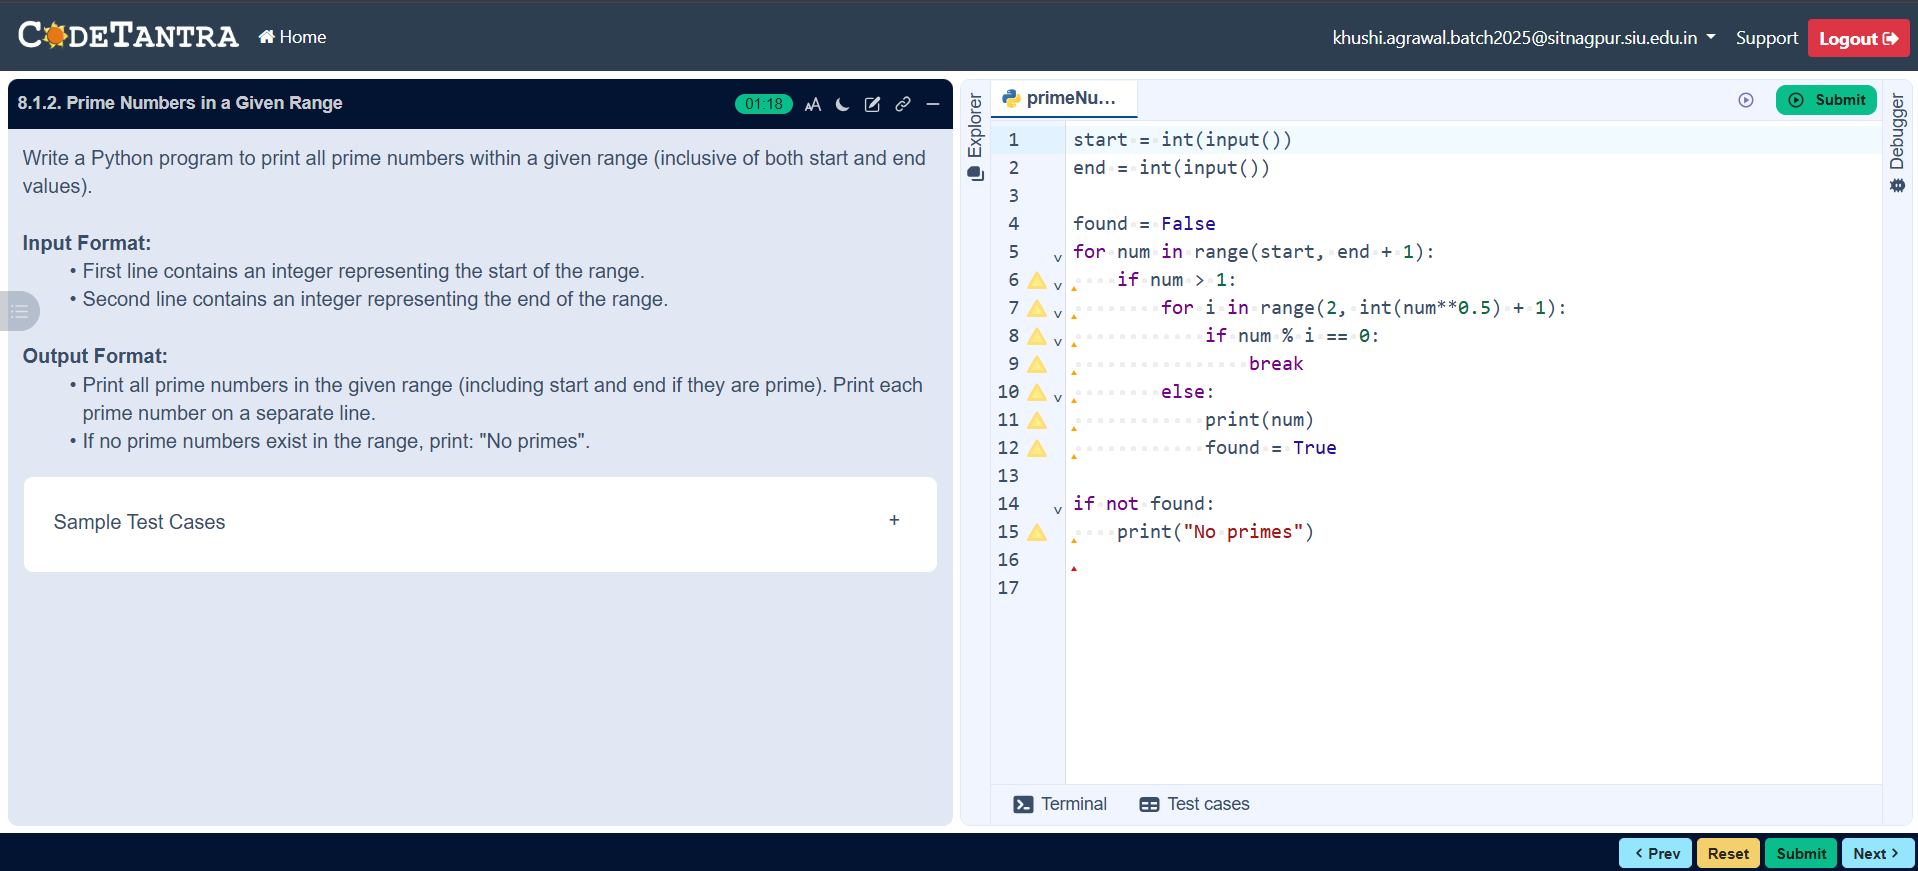 CODETANTRA Home khushi.agrawal.batch2025@sitnagpur.siu.edu.in Support Logout
8.1.2. Prime Numbers in a Given Range 01:18
Write a Python program to print all prime numbers within a given range (inclusive of both start and end
values).
Input Format:
• First line contains an integer representing the start of the range.
• Second line contains an integer representing the end of the range.
Output Format:
• Print all prime numbers in the given range (including start and end if they are prime). Print each
prime number on a separate line.
• If no prime numbers exist in the range, print: "No primes".
Sample Test Cases +
Explorer
primeNu... Submit
1 start = int(input())
2 end = int(input())
3
4 found = False
5 for num in range(start, end + 1):
6     if num > 1:
7         for i in range(2, int(num**0.5) + 1):
8             if num % i == 0:
9                 break
10         else:
11             print(num)
12             found = True
13
14 if not found:
15     print("No primes")
16
17
Debugger
Terminal Test cases
< Prev Reset Submit Next >